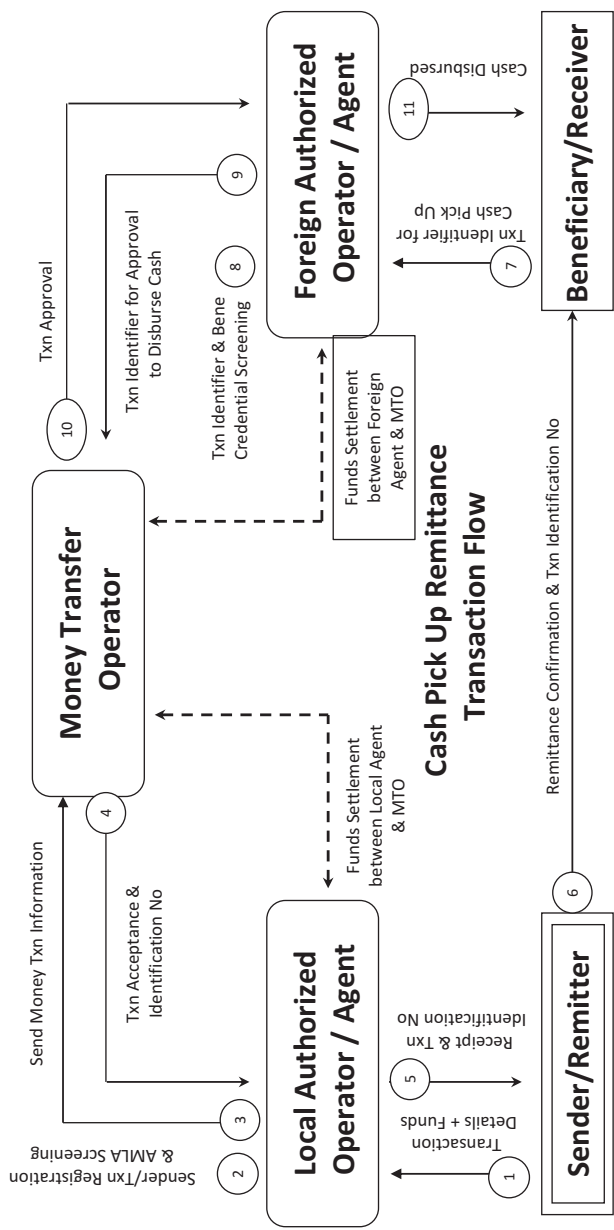 Money Transfer
Operator
Send Money Txn Information
4
Txn Acceptance &
Identification No
10
Txn Approval
Txn Identifier for Approval
to Disburse Cash
Sender/Txn Registration
& AMLA Screening
2
3
8
9
Txn Identifier & Bene
Credential Screening
Local Authorized
Operator / Agent
Foreign Authorized
Operator / Agent
Funds Settlement
between Local Agent
& MTO
Funds Settlement
between Foreign
Agent & MTO
Cash Pick Up Remittance
Transaction Flow
1
Transaction
Details + Funds
5
Receipt & Txn
Identification No
7
Txn Identifier for
Cash Pick Up
11
Cash Disbursed
Sender/Remitter
6
Remittance Confirmation & Txn Identification No
Beneficiary/Receiver